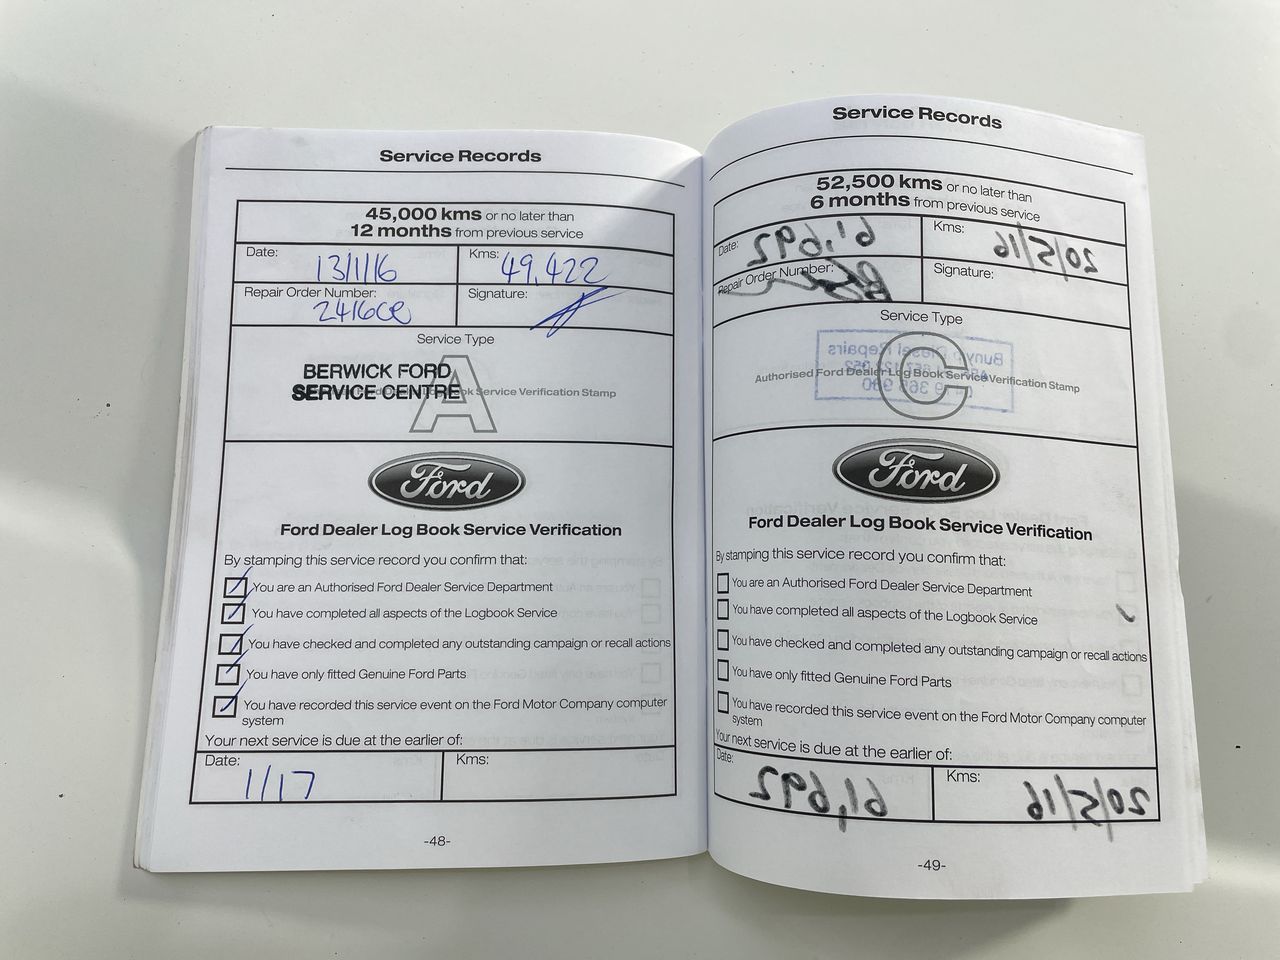 Service Records
45,000 kms or no later than
12 months from previous service
Date: 13/1/16 Kms: 49,422
Repair Order Number: Signature:
Service Type
A
BERWICK FORD
SERVICE CENTRE
Book Service Verification Stamp
Ford
Ford Dealer Log Book Service Verification
By stamping this service record you confirm that:
You are an Authorised Ford Dealer Service Department
You have completed all aspects of the Logbook Service
You have checked and completed any outstanding campaign or recall actions
You have only fitted Genuine Ford Parts
You have recorded this service event on the Ford Motor Company computer
system
Your next service is due at the earlier of:
Date: 1/17 Kms:
-48-
Service Records
52,500 kms or no later than
6 months from previous service
Date: 61,692 Kms: 20/5/16
Repair Order Number: Signature:
Service Type
C
Bunyip Diesel Repairs
Authorised Ford Dealer Log Book Service Verification Stamp
Ford
Ford Dealer Log Book Service Verification
By stamping this service record you confirm that:
You are an Authorised Ford Dealer Service Department
You have completed all aspects of the Logbook Service
You have checked and completed any outstanding campaign or recall actions
You have only fitted Genuine Ford Parts
You have recorded this service event on the Ford Motor Company computer
system
Your next service is due at the earlier of:
Date: 61,692 Kms: 20/5/16
-49-